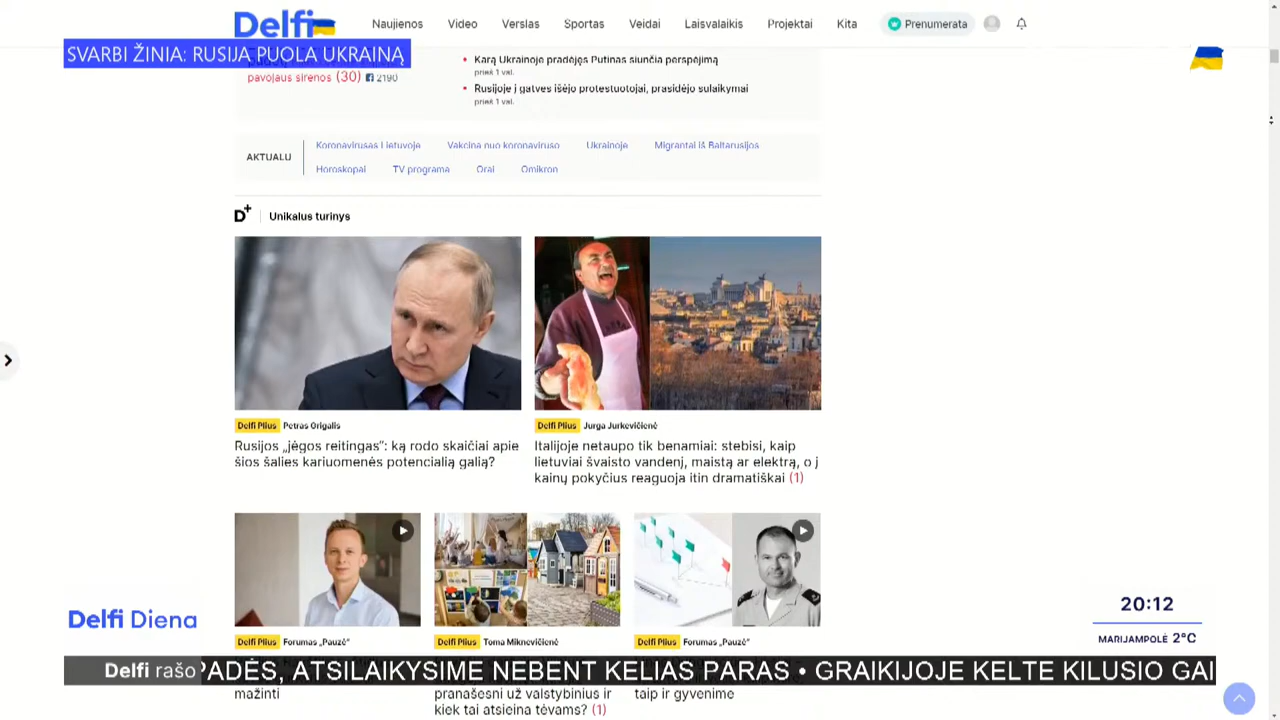 Delfi Naujienos Video Verslas Sportas Veidai Laisvalaikis Projektai Kita Prenumerata
SVARBI ŽINIA: RUSIJA PUOLA UKRAINĄ
pavojaus sirenos (30) 2190
Karą Ukrainoje pradėjęs Putinas siunčia perspėjimą
prieš 1 val.
Rusijoje į gatves išėjo protestuotojai, prasidėjo sulaikymai
prieš 1 val.
AKTUALU
Koronavirusas Lietuvoje Vakcina nuo koronaviruso Ukrainoje Migrantai iš Baltarusijos
Horoskopai TV programa Orai Omikron
D+ Unikalus turinys
Delfi Plius Petras Grigalis
Rusijos „jėgos reitingas“: ką rodo skaičiai apie
šios šalies kariuomenės potencialią galią?
Delfi Plius Jurga Jurkevičienė
Italijoje netaupo tik benamiai: stebisi, kaip
lietuviai švaisto vandenį, maistą ar elektrą, o į
kainų pokyčius reaguoja itin dramatiškai (1)
Delfi Plius Forumas „Pauzė“
mažinti
Delfi Plius Toma Miknevičienė
pranašesni už valstybinius ir
kiek tai atsieina tėvams? (1)
Delfi Plius Forumas „Pauzė“
taip ir gyvenime
Delfi Diena
20:12
MARIJAMPOLĖ 2°C
Delfi rašo PADĖS, ATSILAIKYSIME NEBENT KELIAS PARAS • GRAIKIJOJE KELTE KILUSIO GAI